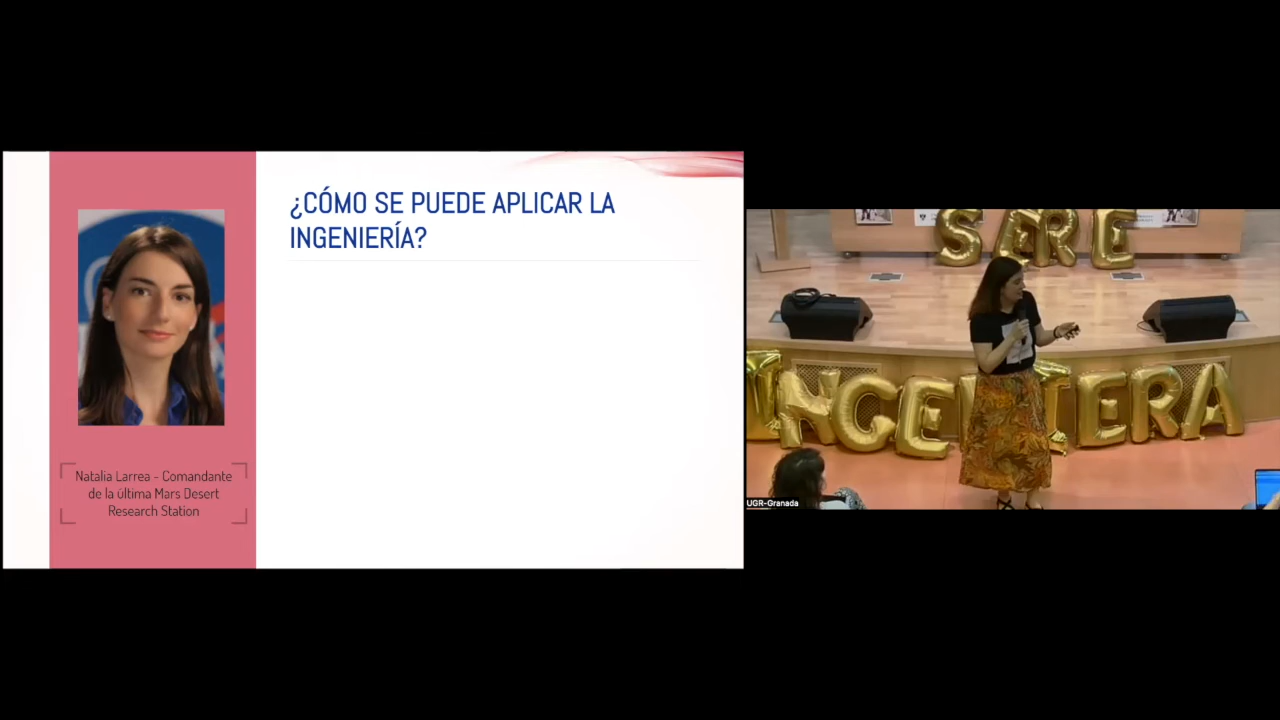 ¿CÓMO SE PUEDE APLICAR LA
INGENIERÍA?
Natalia Larrea - Comandante
de la última Mars Desert
Research Station
SERÉ
INGENIERA
UGR-Granada